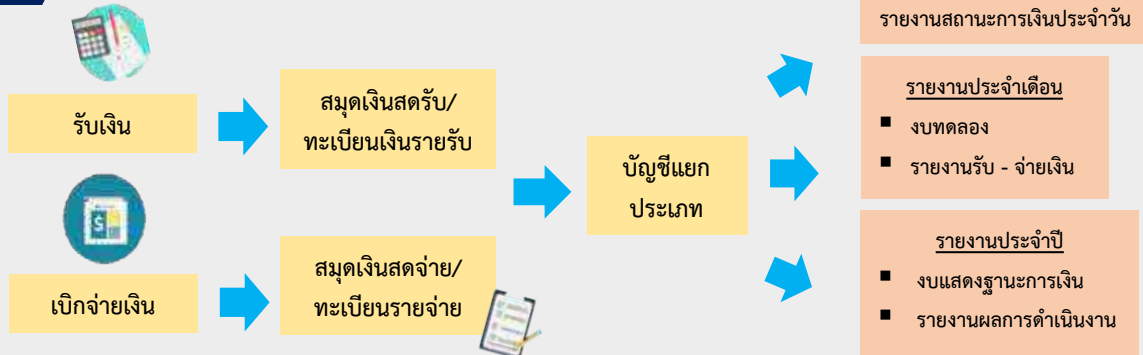 รับเงิน
สมุดเงินสดรับ/
ทะเบียนเงินรายรับ
เบิกจ่ายเงิน
สมุดเงินสดจ่าย/
ทะเบียนรายจ่าย
บัญชีแยก
ประเภท
รายงานสถานะการเงินประจำวัน
รายงานประจำเดือน
▪ งบทดลอง
▪ รายงานรับ - จ่ายเงิน
รายงานประจำปี
▪ งบแสดงฐานะการเงิน
▪ รายงานผลการดำเนินงาน